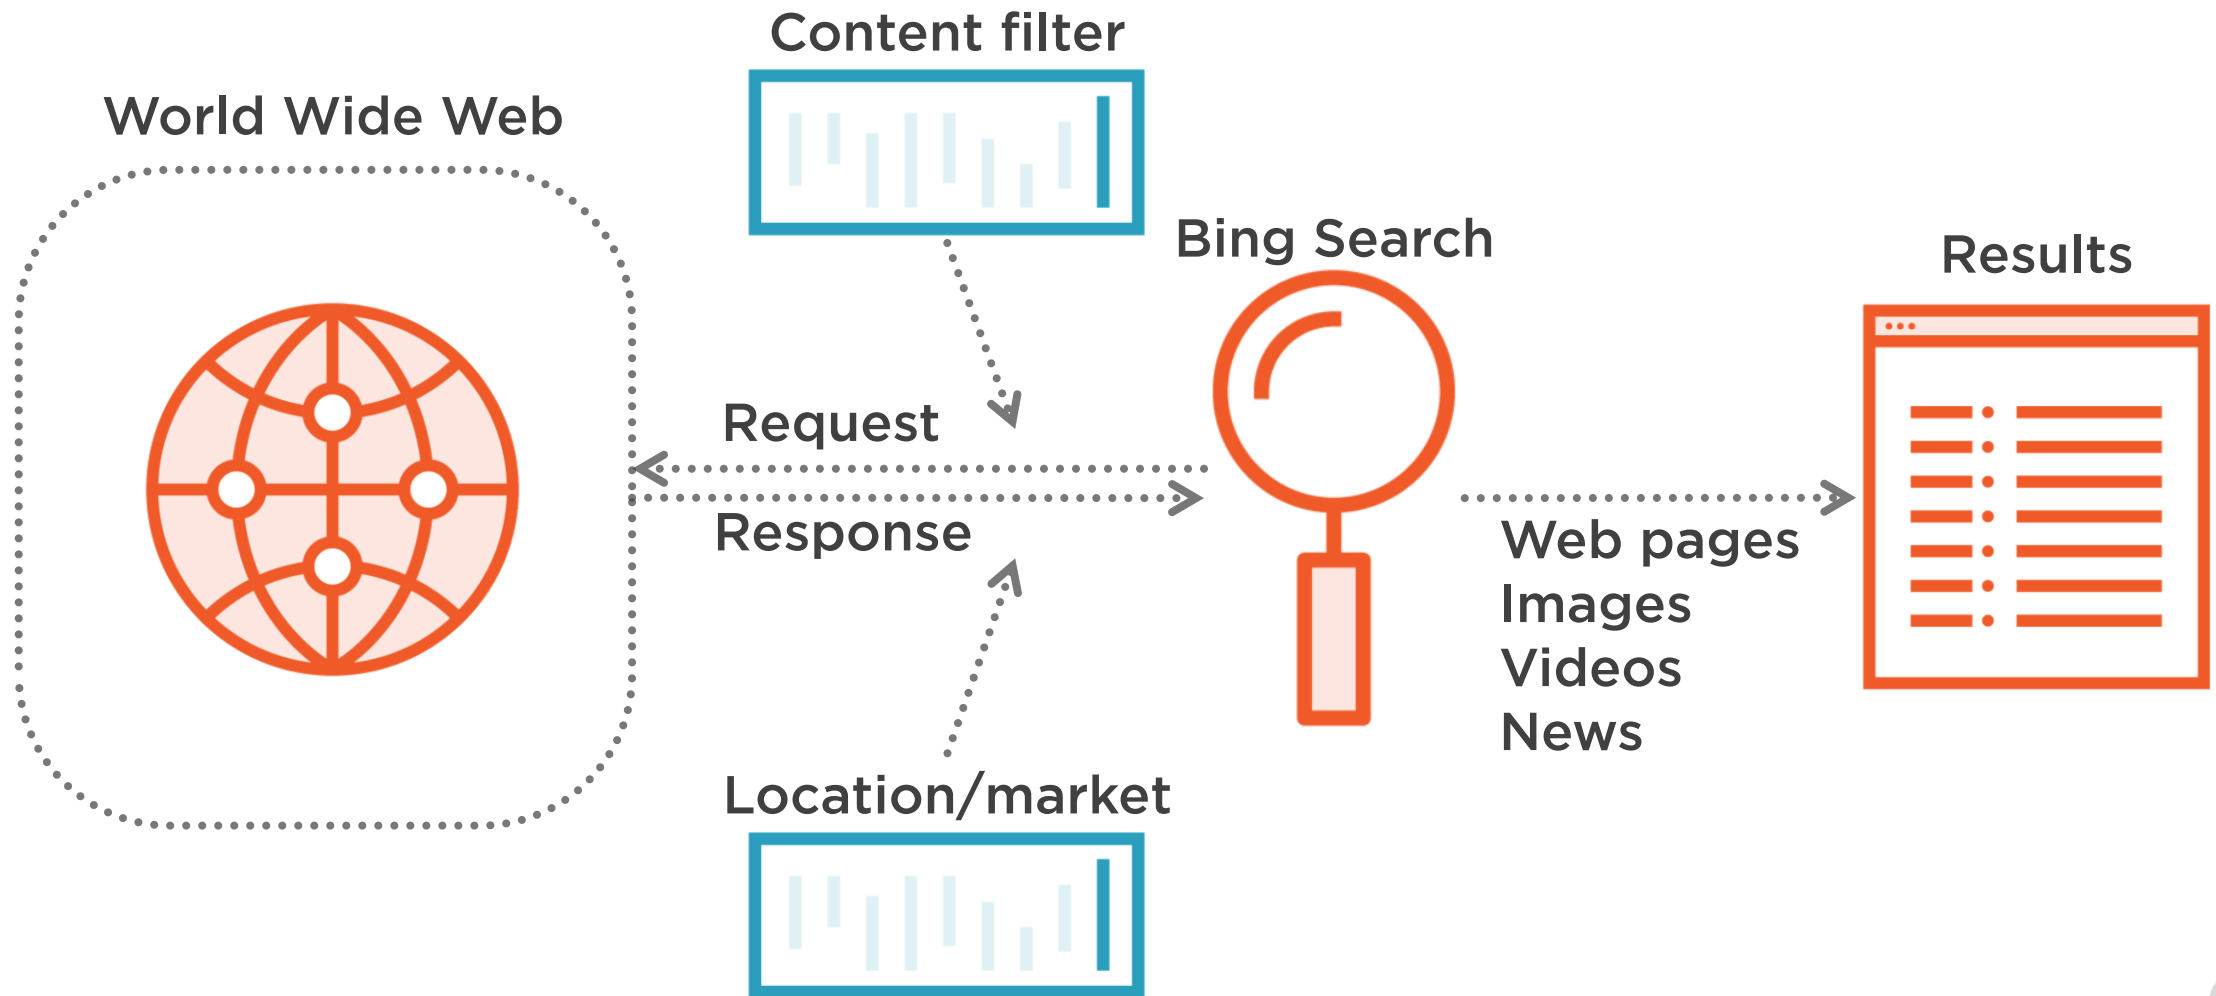 Content filter
World Wide Web
Bing Search
Results
Request
Response
Web pages
Images
Videos
News
Location/market